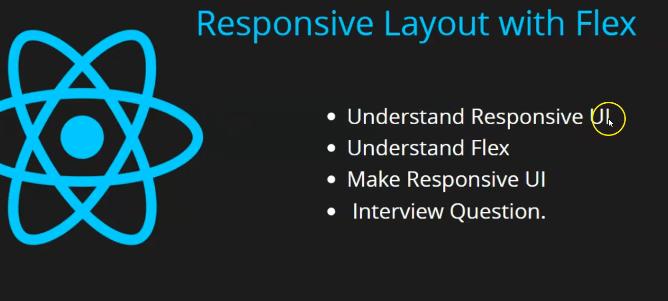 Responsive Layout with Flex
Understand Responsive UI
Understand Flex
Make Responsive UI
Interview Question.